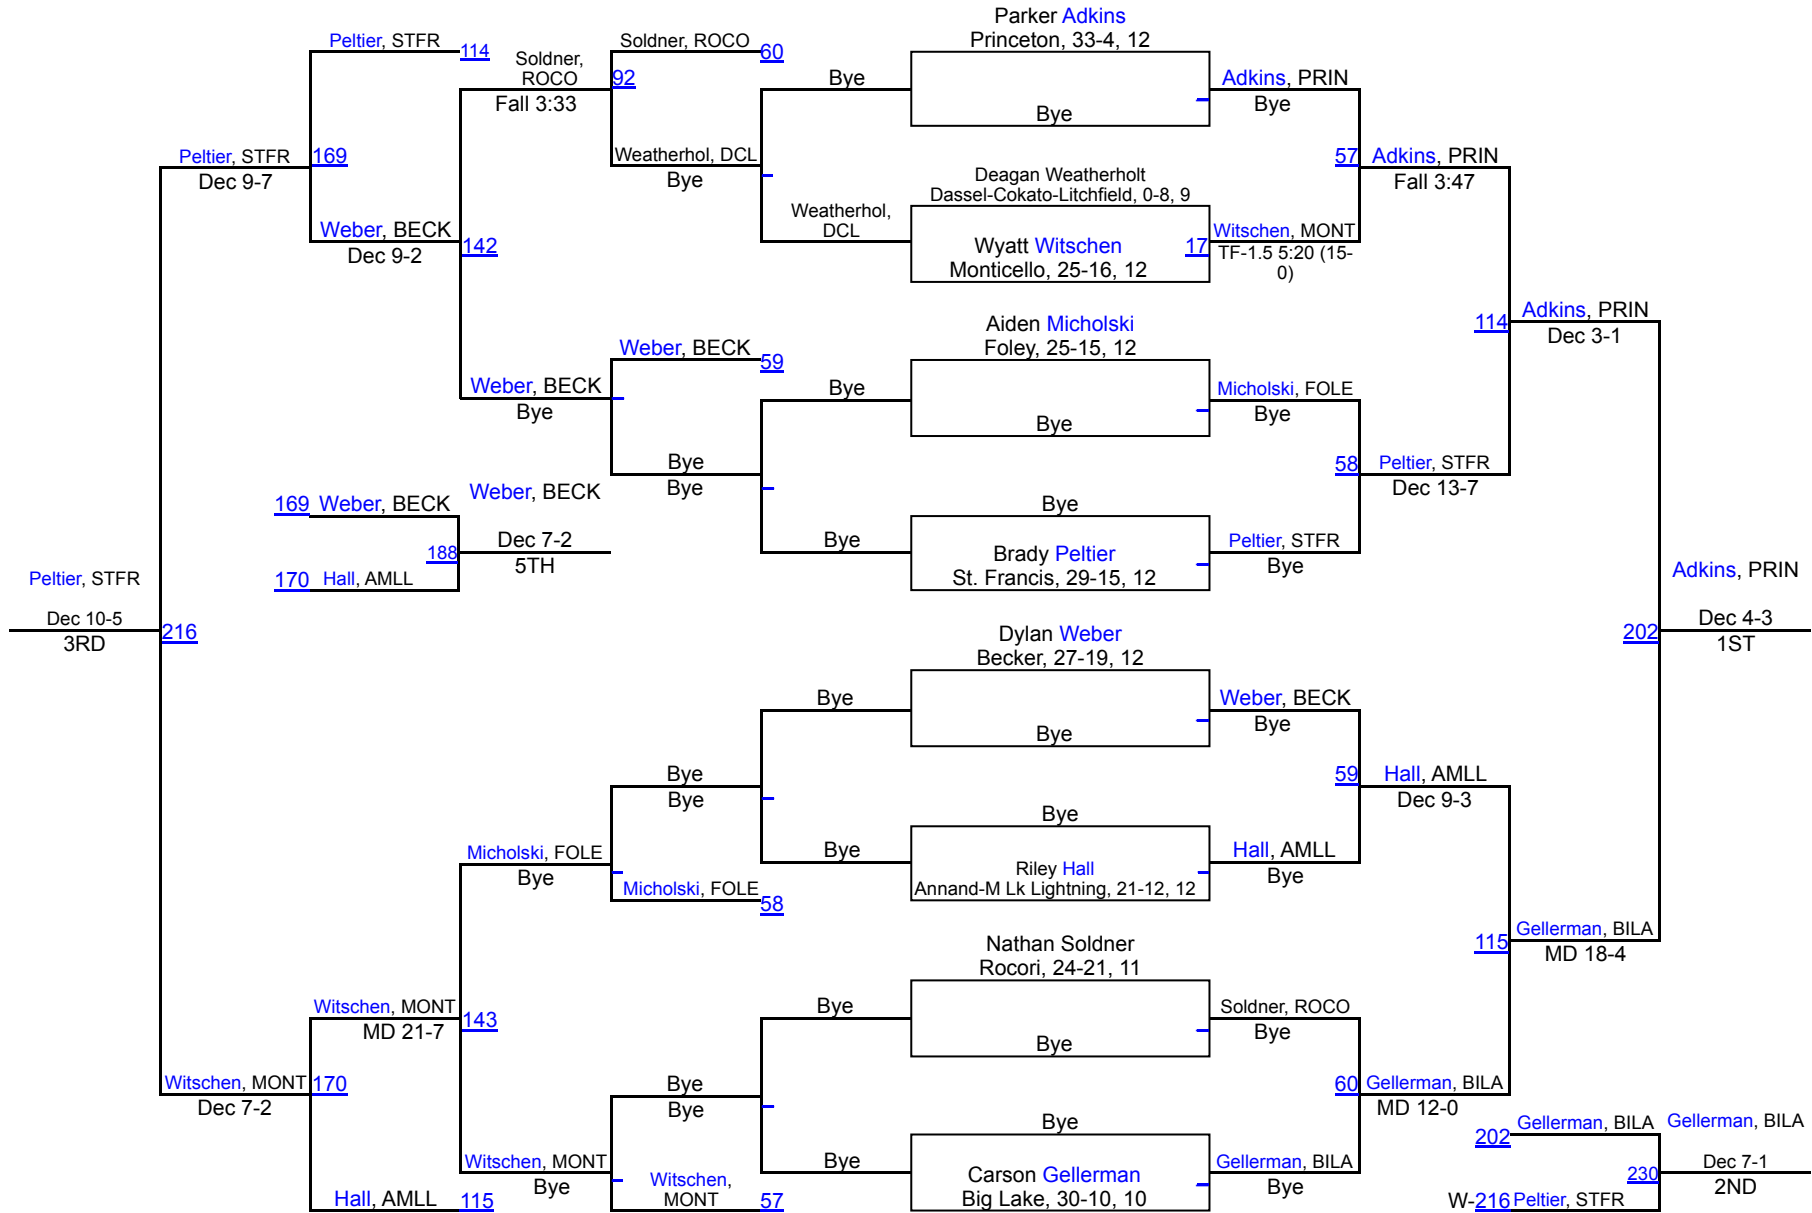 Parker Adkins
Princeton, 33-4, 12
Peltier, STFR
114
Soldner,
ROCO
Fall 3:33
Soldner, ROCO
60
92
Bye
Bye
Adkins, PRIN
Bye
Peltier, STFR
169
Dec 9-7
Weatherhol, DCL
Bye
Deagan Weatherholt
Dassel-Cokato-Litchfield, 0-8, 9
57
Adkins, PRIN
Fall 3:47
Weatherhol,
DCL
Wyatt Witschen
Monticello, 25-16, 12
17
Witschen, MONT
TF-1.5 5:20 (15-
0)
Weber, BECK
Dec 9-2
142
Aiden Micholski
Foley, 25-15, 12
114
Adkins, PRIN
Dec 3-1
Weber, BECK
59
Weber, BECK
Bye
Bye
Bye
Micholski, FOLE
Bye
Bye
Bye
58
Peltier, STFR
Dec 13-7
169
Weber, BECK
Weber, BECK
Bye
188
Dec 7-2
5TH
Bye
Brady Peltier
St. Francis, 29-15, 12
Peltier, STFR
Bye
170
Hall, AMLL
Peltier, STFR
Dec 10-5
3RD
216
Adkins, PRIN
Dec 4-3
1ST
202
Dylan Weber
Becker, 27-19, 12
Bye
Bye
Weber, BECK
Bye
Bye
Bye
59
Hall, AMLL
Dec 9-3
Bye
Micholski, FOLE
Bye
Bye
Riley Hall
Annand-M Lk Lightning, 21-12, 12
Hall, AMLL
Bye
Micholski, FOLE
58
Nathan Soldner
Rocori, 24-21, 11
115
Gellerman, BILA
MD 18-4
Witschen, MONT
MD 21-7
143
Bye
Bye
Soldner, ROCO
Bye
Witschen, MONT
170
Dec 7-2
Bye
Bye
60
Gellerman, BILA
MD 12-0
Bye
202
Gellerman, BILA
Gellerman, BILA
Witschen, MONT
Bye
Witschen,
MONT
57
Bye
Carson Gellerman
Big Lake, 30-10, 10
Gellerman, BILA
Bye
230
Dec 7-1
2ND
Hall, AMLL
115
W-216
Peltier, STFR